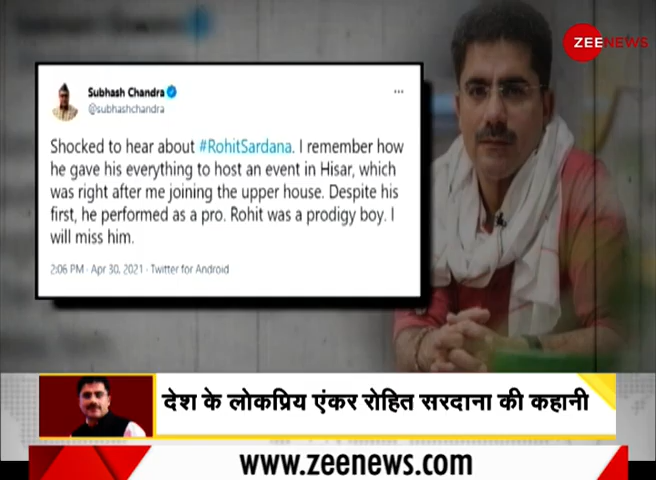 ZEE NEWS
Subhash Chandra
@subhashchandra
Shocked to hear about #RohitSardana. I remember how
he gave his everything to host an event in Hisar, which
was right after me joining the upper house. Despite his
first, he performed as a pro. Rohit was a prodigy boy. I
will miss him.
2:06 PM · Apr 30, 2021 · Twitter for Android
देश के लोकप्रिय एंकर रोहित सरदाना की कहानी
www.zeenews.com